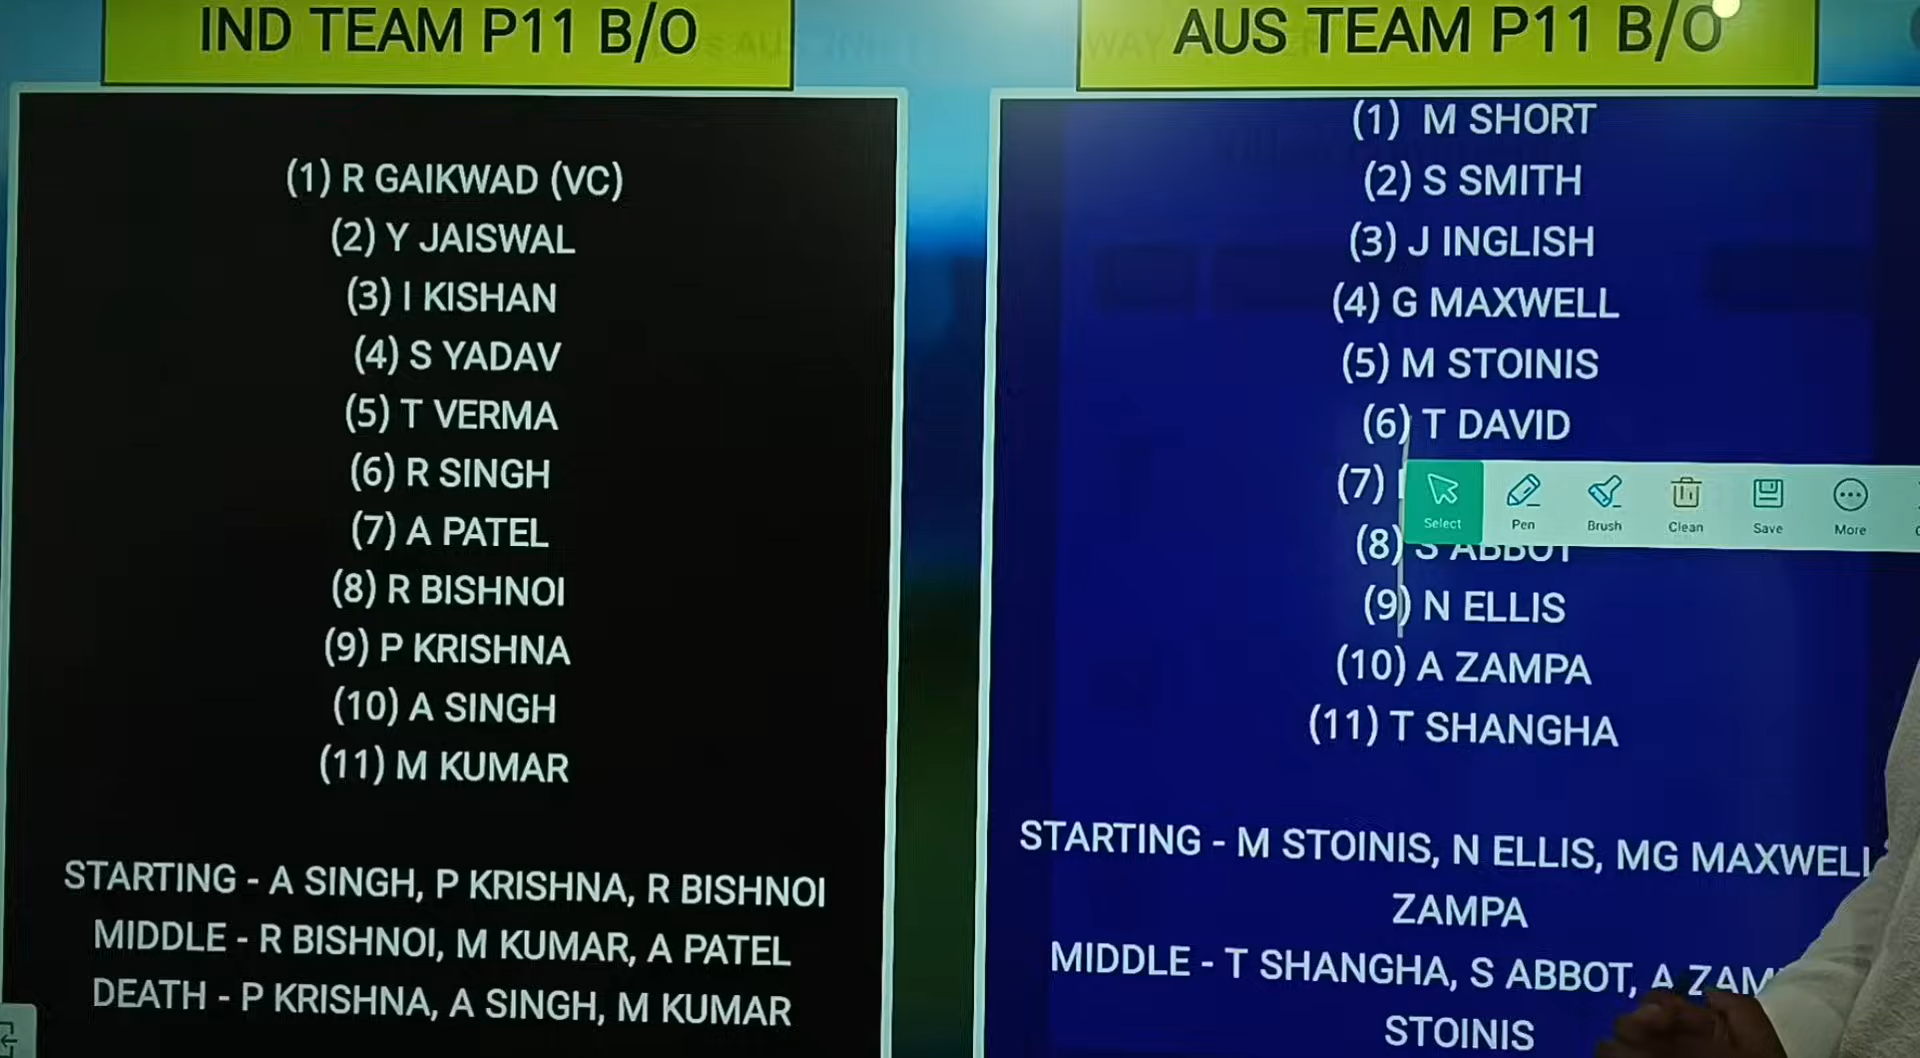 IND TEAM P11 B/O
(1) R GAIKWAD (VC)
(2) Y JAISWAL
(3) I KISHAN
(4) S YADAV
(5) T VERMA
(6) R SINGH
(7) A PATEL
(8) R BISHNOI
(9) P KRISHNA
(10) A SINGH
(11) M KUMAR
STARTING - A SINGH, P KRISHNA, R BISHNOI
MIDDLE - R BISHNOI, M KUMAR, A PATEL
DEATH - P KRISHNA, A SINGH, M KUMAR
AUS TEAM P11 B/O
(1) M SHORT
(2) S SMITH
(3) J INGLISH
(4) G MAXWELL
(5) M STOINIS
(6) T DAVID
(7)
(8) S ABBOT
(9) N ELLIS
(10) A ZAMPA
(11) T SHANGHA
STARTING - M STOINIS, N ELLIS, MG MAXWELL
ZAMPA
MIDDLE - T SHANGHA, S ABBOT, A
STOINIS
Select Pen Brush Clean Save More